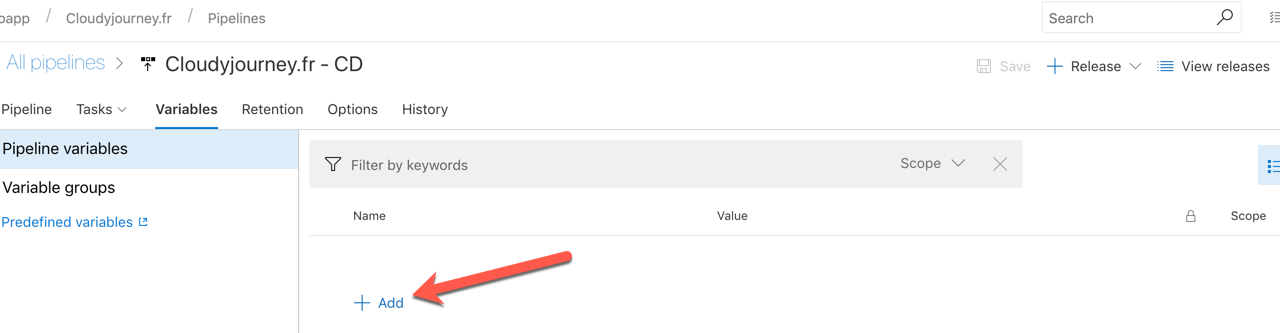 oapp / Cloudyjourney.fr / Pipelines
Search
All pipelines > Cloudyjourney.fr - CD
Save
Release
View releases
Pipeline Tasks Variables Retention Options History
Pipeline variables
Variable groups
Predefined variables
Filter by keywords
Scope
Name Value Scope
Add